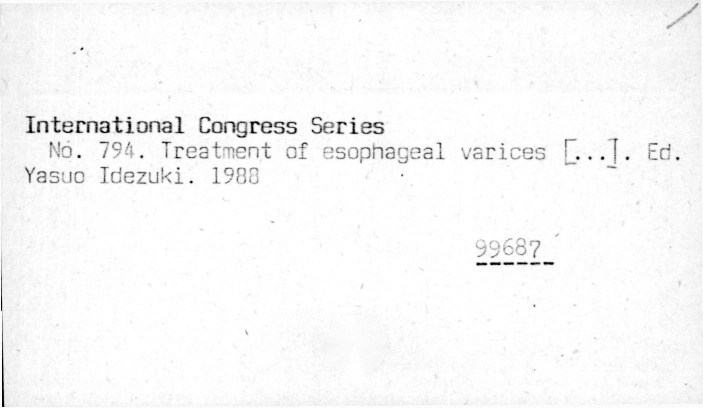 International Congress Series
No. 794. Treatment of esophageal varices [...]. Ed.
Yasuo Idezuki. 1988
99687